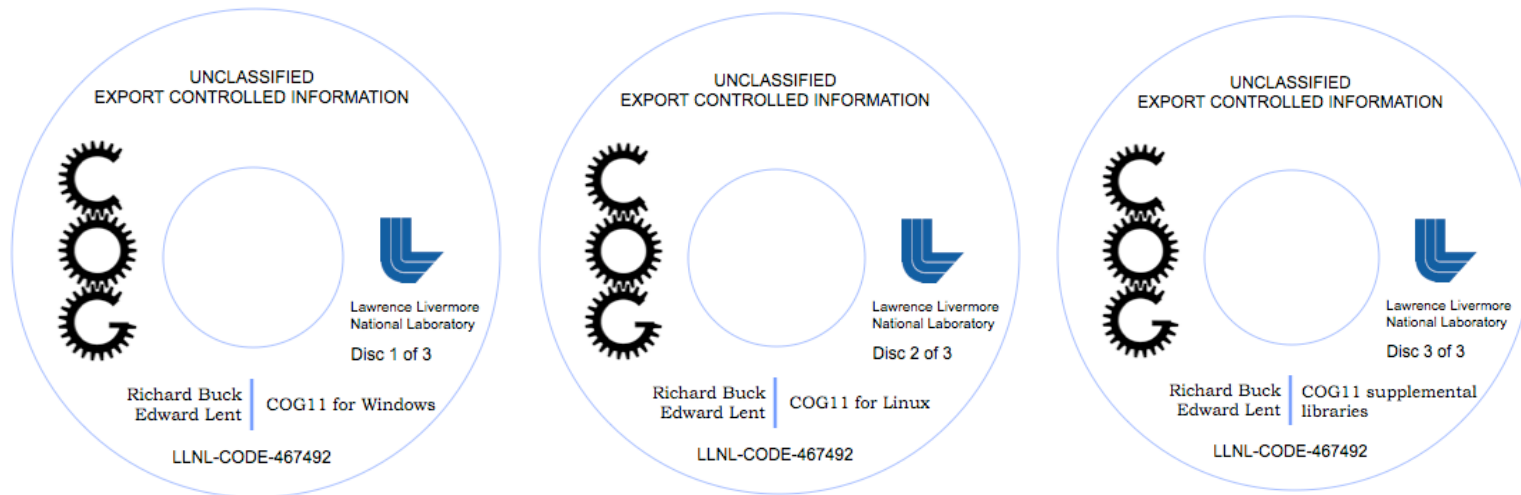 UNCLASSIFIED
EXPORT CONTROLLED INFORMATION
COG
Lawrence Livermore
National Laboratory
Disc 1 of 3
Richard Buck
Edward Lent
COG11 for Windows
LLNL-CODE-467492
UNCLASSIFIED
EXPORT CONTROLLED INFORMATION
COG
Lawrence Livermore
National Laboratory
Disc 2 of 3
Richard Buck
Edward Lent
COG11 for Linux
LLNL-CODE-467492
UNCLASSIFIED
EXPORT CONTROLLED INFORMATION
COG
Lawrence Livermore
National Laboratory
Disc 3 of 3
Richard Buck
Edward Lent
COG11 supplemental
libraries
LLNL-CODE-467492